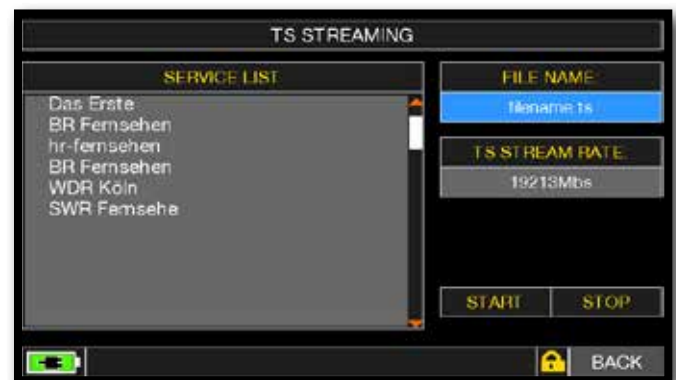 TS STREAMING
SERVICE LIST
Das Erste
BR Fernsehen
hr-fernsehen
BR Fernsehen
WDR Köln
SWR Fernsehe
FILE NAME
filename.ts
TS STREAM RATE
19213Mbs
START STOP
BACK